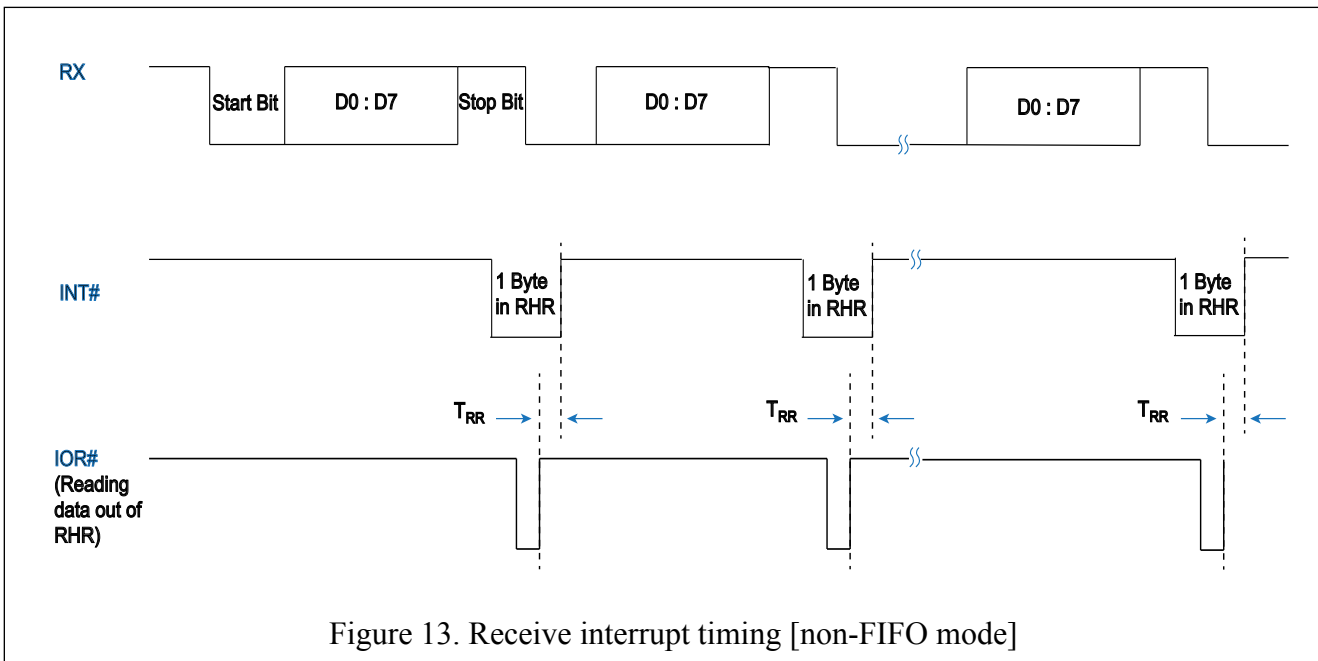 RX
Start Bit
D0 : D7
Stop Bit
D0 : D7
D0 : D7
INT#
1 Byte
in RHR
1 Byte
in RHR
1 Byte
in RHR
TRR
TRR
TRR
IOR#
(Reading
data out of
RHR)
Figure 13. Receive interrupt timing [non-FIFO mode]